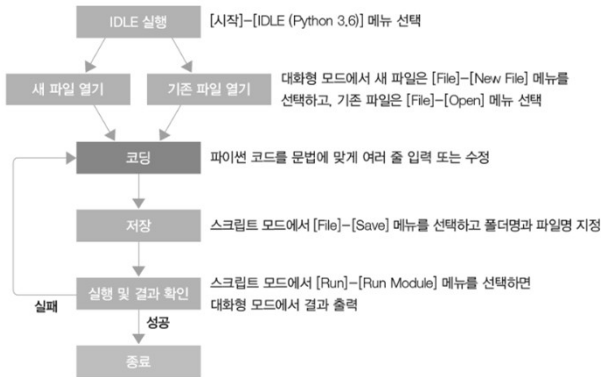 IDLE 실행
[시작]-[IDLE (Python 3.6)] 메뉴 선택
새 파일 열기
기존 파일 열기
대화형 모드에서 새 파일은 [File]-[New File] 메뉴를
선택하고, 기존 파일은 [File]-[Open] 메뉴 선택
코딩
파이썬 코드를 문법에 맞게 여러 줄 입력 또는 수정
저장
스크립트 모드에서 [File]-[Save] 메뉴를 선택하고 폴더명과 파일명 지정
실행 및 결과 확인
스크립트 모드에서 [Run]-[Run Module] 메뉴를 선택하면
대화형 모드에서 결과 출력
실패
성공
종료